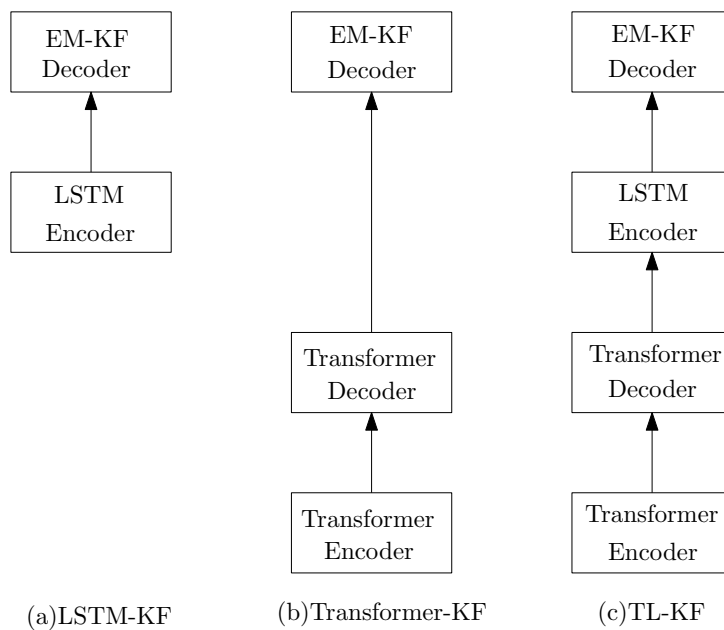 EM-KF
Decoder
LSTM
Encoder
(a)LSTM-KF
EM-KF
Decoder
Transformer
Decoder
Transformer
Encoder
(b)Transformer-KF
EM-KF
Decoder
LSTM
Encoder
Transformer
Decoder
Transformer
Encoder
(c)TL-KF